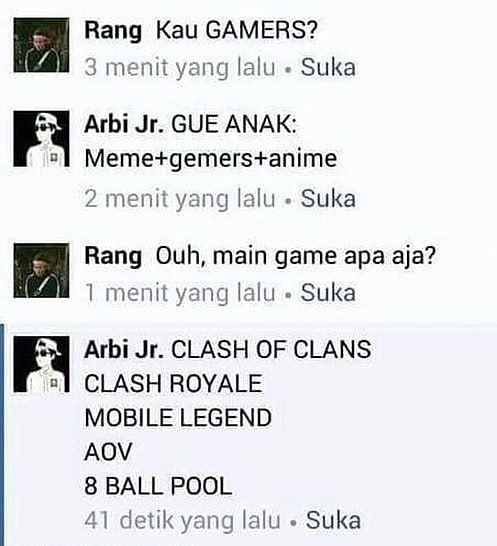 Rang Kau GAMERS?
3 menit yang lalu • Suka
Arbi Jr. GUE ANAK:
Meme+gemers+anime
2 menit yang lalu • Suka
Rang Ouh, main game apa aja?
1 menit yang lalu • Suka
Arbi Jr. CLASH OF CLANS
CLASH ROYALE
MOBILE LEGEND
AOV
8 BALL POOL
41 detik yang lalu • Suka